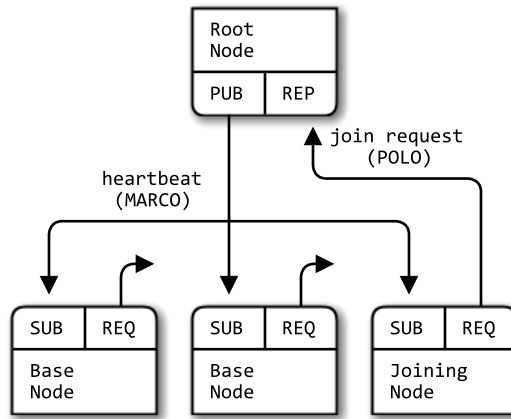 Root
Node
PUB REP
join request
(POLO)
heartbeat
(MARCO)
SUB REQ SUB REQ SUB REQ
Base
Node
Base
Node
Joining
Node